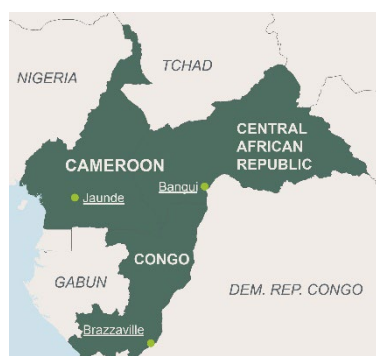 NIGERIA
TCHAD
CENTRAL
AFRICAN
REPUBLIC
CAMEROON
Bangui
Jaunde
CONGO
GABUN
DEM. REP. CONGO
Brazzaville